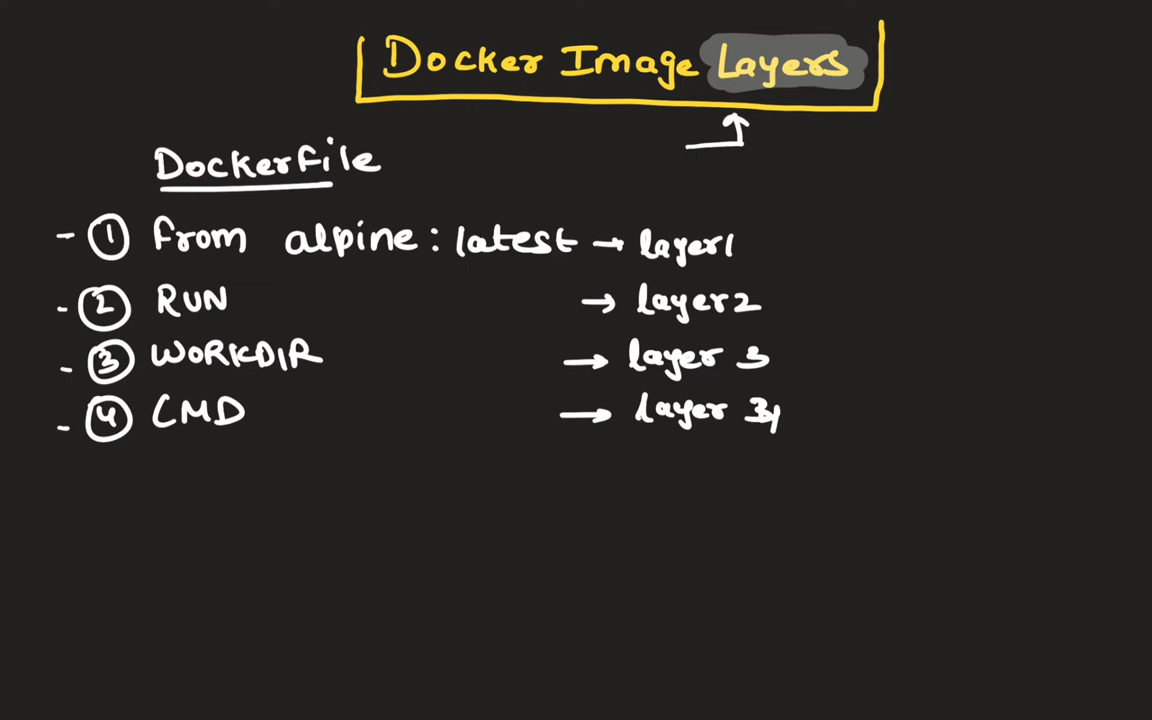 Docker Image Layers
Dockerfile
- 1 from alpine : latest → layer1
- 2 RUN → layer2
- 3 WORKDIR → layer 3
- 4 CMD → layer